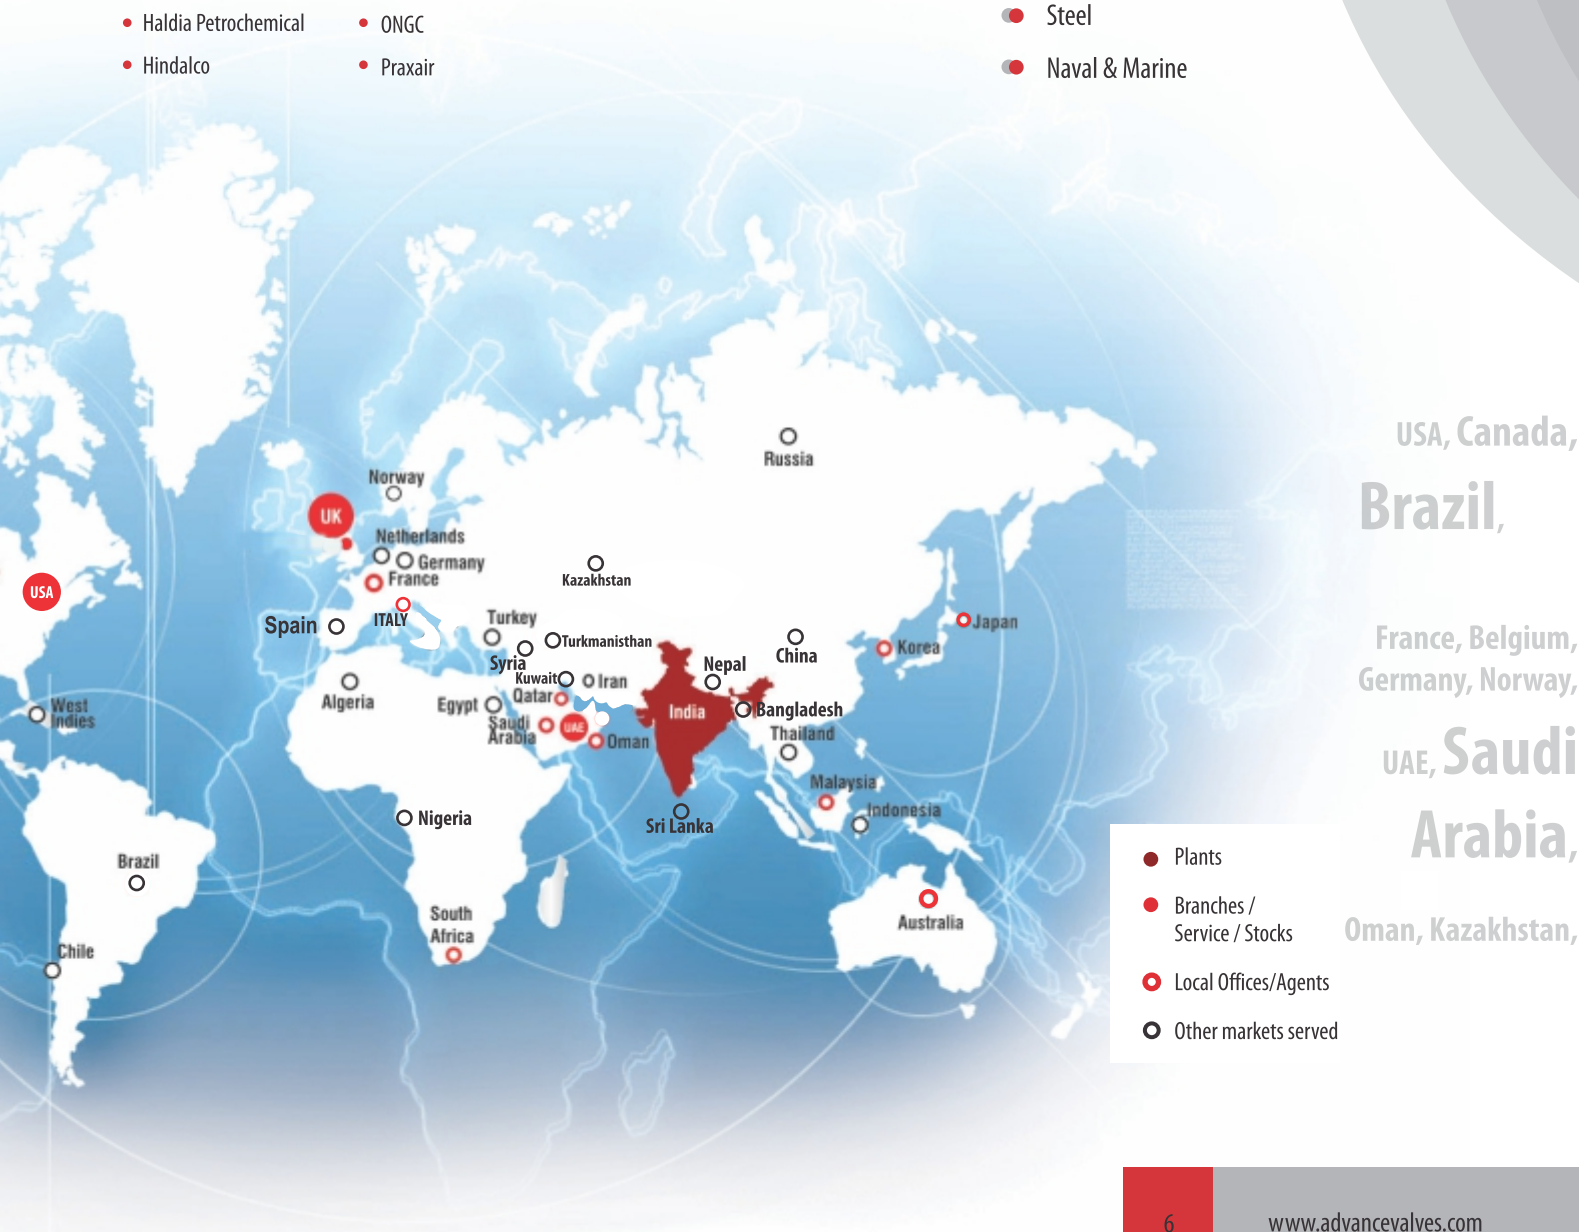 Haldia Petrochemical
ONGC
Hindalco
Praxair
Steel
Naval & Marine
Russia
Norway
UK
Netherlands
Germany
France
Kazakhstan
USA
ITALY
Spain
Turkey
Turkmanisthan
Syria
Kuwait
Iran
Nepal
China
Korea
Japan
Algeria
Egypt
Qatar
Saudi
Arabia
UAE
Oman
India
Bangladesh
Thailand
West
Indies
Malaysia
Indonesia
Nigeria
Sri Lanka
Brazil
South
Africa
Australia
Chile
USA, Canada,
Brazil,
France, Belgium,
Germany, Norway,
UAE, Saudi
Arabia,
Oman, Kazakhstan,
Plants
Branches /
Service / Stocks
Local Offices/Agents
Other markets served
6
www.advancevalves.com